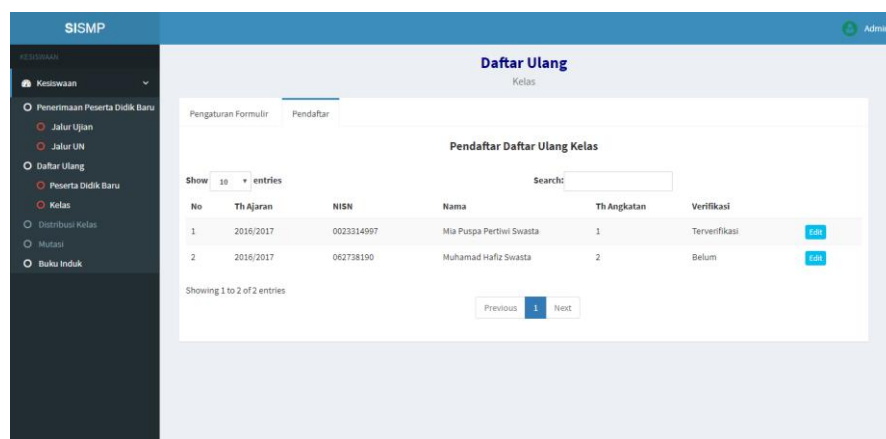 SISMP
Admin
KESISWAAN
Kesiswaan
Penerimaan Peserta Didik Baru
Jalur Ujian
Jalur UN
Daftar Ulang
Peserta Didik Baru
Kelas
Distribusi Kelas
Mutasi
Buku Induk
Daftar Ulang
Kelas
Pengaturan Formulir Pendaftar
Pendaftar Daftar Ulang Kelas
Show 10 entries Search:
No Th Ajaran NISN Nama Th Angkatan Verifikasi
1 2016/2017 0023314997 Mia Puspa Pertiwi Swasta 1 Terverifikasi Edit
2 2016/2017 062738190 Muhamad Hafiz Swasta 2 Belum Edit
Showing 1 to 2 of 2 entries
Previous 1 Next